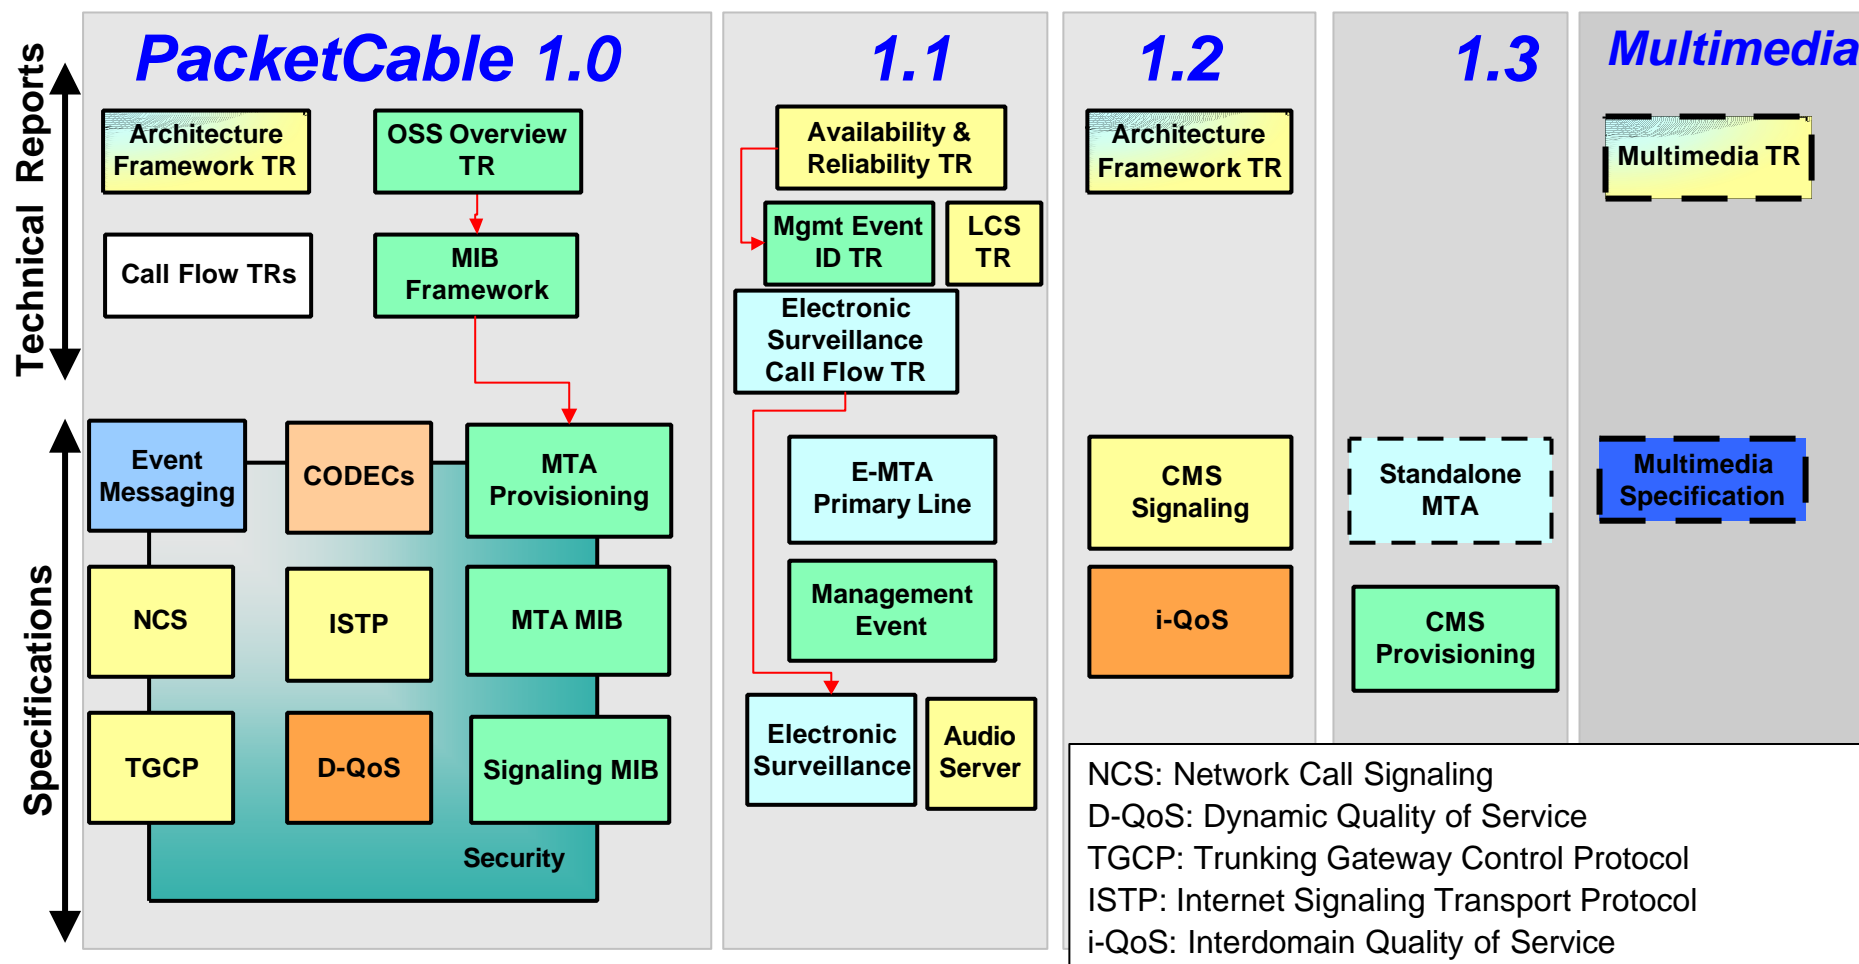 PacketCable 1.0
1.1
1.2
1.3
Multimedia
Technical Reports
Architecture
Framework TR
OSS Overview
TR
Call Flow TRs
MIB
Framework
Availability &
Reliability TR
Mgmt Event
ID TR
LCS
TR
Electronic
Surveillance
Call Flow TR
Architecture
Framework TR
Multimedia TR
Specifications
Event
Messaging
CODECs
MTA
Provisioning
NCS
ISTP
MTA MIB
TGCP
D-QoS
Signaling MIB
Security
E-MTA
Primary Line
Management
Event
Electronic
Surveillance
Audio
Server
CMS
Signaling
i-QoS
Standalone
MTA
CMS
Provisioning
Multimedia
Specification
NCS: Network Call Signaling
D-QoS: Dynamic Quality of Service
TGCP: Trunking Gateway Control Protocol
ISTP: Internet Signaling Transport Protocol
i-QoS: Interdomain Quality of Service